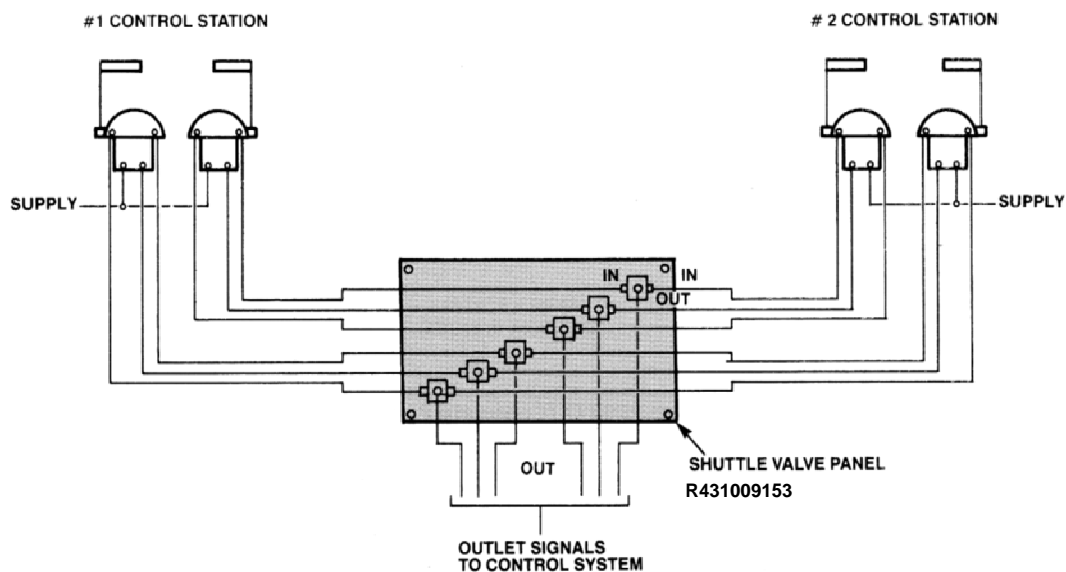 #1 CONTROL STATION
# 2 CONTROL STATION
SUPPLY
SUPPLY
IN
IN
OUT
OUT
SHUTTLE VALVE PANEL
R431009153
OUTLET SIGNALS
TO CONTROL SYSTEM